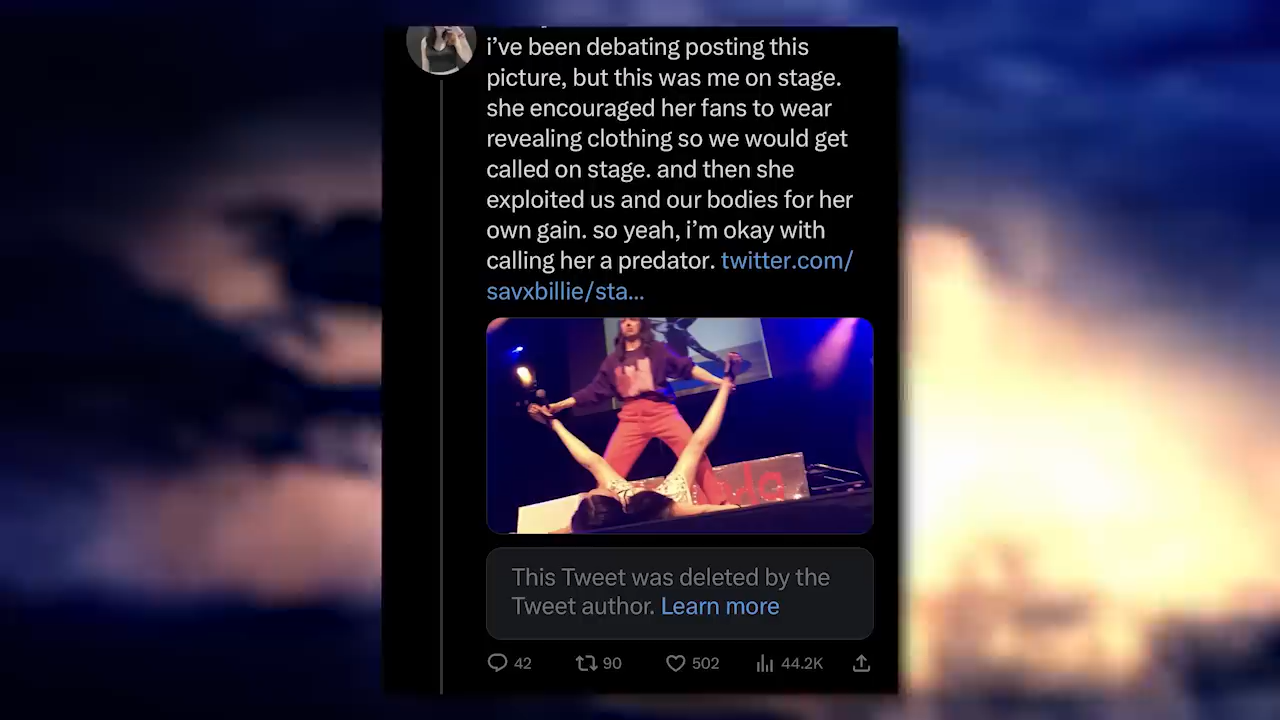 i've been debating posting this
picture, but this was me on stage.
she encouraged her fans to wear
revealing clothing so we would get
called on stage. and then she
exploited us and our bodies for her
own gain. so yeah, i'm okay with
calling her a predator. twitter.com/
savxbillie/sta...
This Tweet was deleted by the
Tweet author. Learn more
42 90 502 44.2K